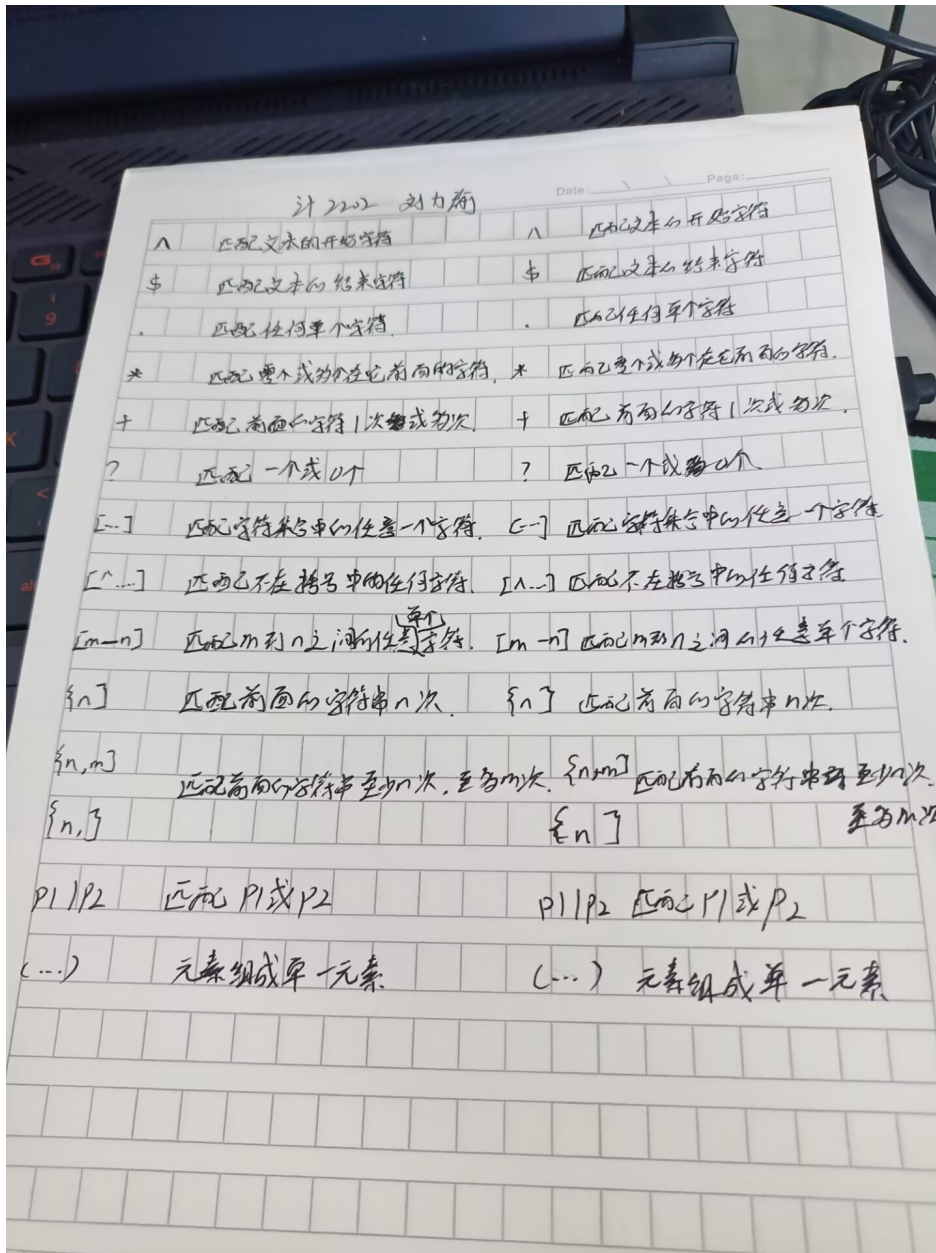 计2202 刘力
Date: Page:
^ 匹配文本的开始字符 ^ 匹配文本的开始字符
$ 匹配文本的结束字符 $ 匹配文本的结束字符
. 匹配任何单个字符. . 匹配任何单个字符
* 匹配零个或多个在它前面的字符. * 匹配零个或多个在它前面的字符.
+ 匹配前面的字符1次或多次. + 匹配前面的字符1次或多次.
? 匹配一个或0个 ? 匹配一个或0个
[...] 匹配字符集合中的任意一个字符. [...] 匹配字符集合中的任意一个字符.
[^...] 匹配不在括号中的任何字符. [^...] 匹配不在括号中的任何字符
[m-n] 匹配m到n之间的任意单个字符. [m-n] 匹配m到n之间的任意单个字符.
{n] 匹配前面的字符串n次. {n] 匹配前面的字符串n次.
{n,m] 匹配前面的字符串至少n次,至多m次. {n,m] 匹配前面的字符串至少n次.
{n,} {n] 至多m次
P1|P2 匹配P1或P2 P1|P2 匹配P1或P2
(...) 元素组成单一元素 (...) 元素组成单一元素
G
9
K